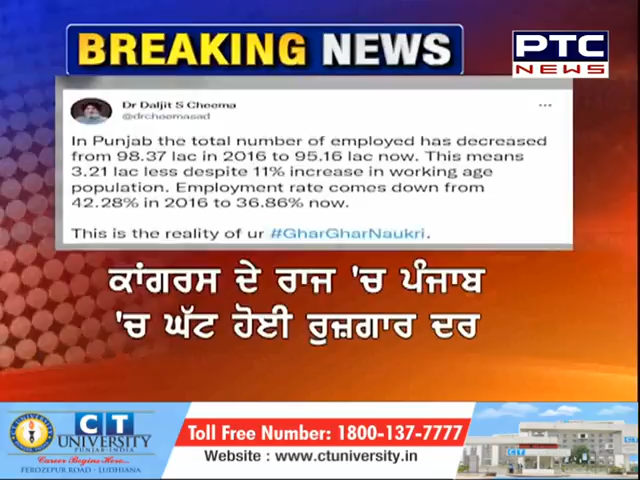 BREAKING NEWS
PTC
NEWS
Dr Daljit S Cheema
@drcheemasad
In Punjab the total number of employed has decreased
from 98.37 lac in 2016 to 95.16 lac now. This means
3.21 lac less despite 11% increase in working age
population. Employment rate comes down from
42.28% in 2016 to 36.86% now.
This is the reality of ur #GharGharNaukri.
ਕਾਂਗਰਸ ਦੇ ਰਾਜ 'ਚ ਪੰਜਾਬ
'ਚ ਘੱਟ ਹੋਈ ਰੁਜ਼ਗਾਰ ਦਰ
CT
UNIVERSITY
PUNJAB-INDIA
Career Begins Here...
FEROZEPUR ROAD - LUDHIANA
Toll Free Number: 1800-137-7777
Website : www.ctuniversity.in
CT